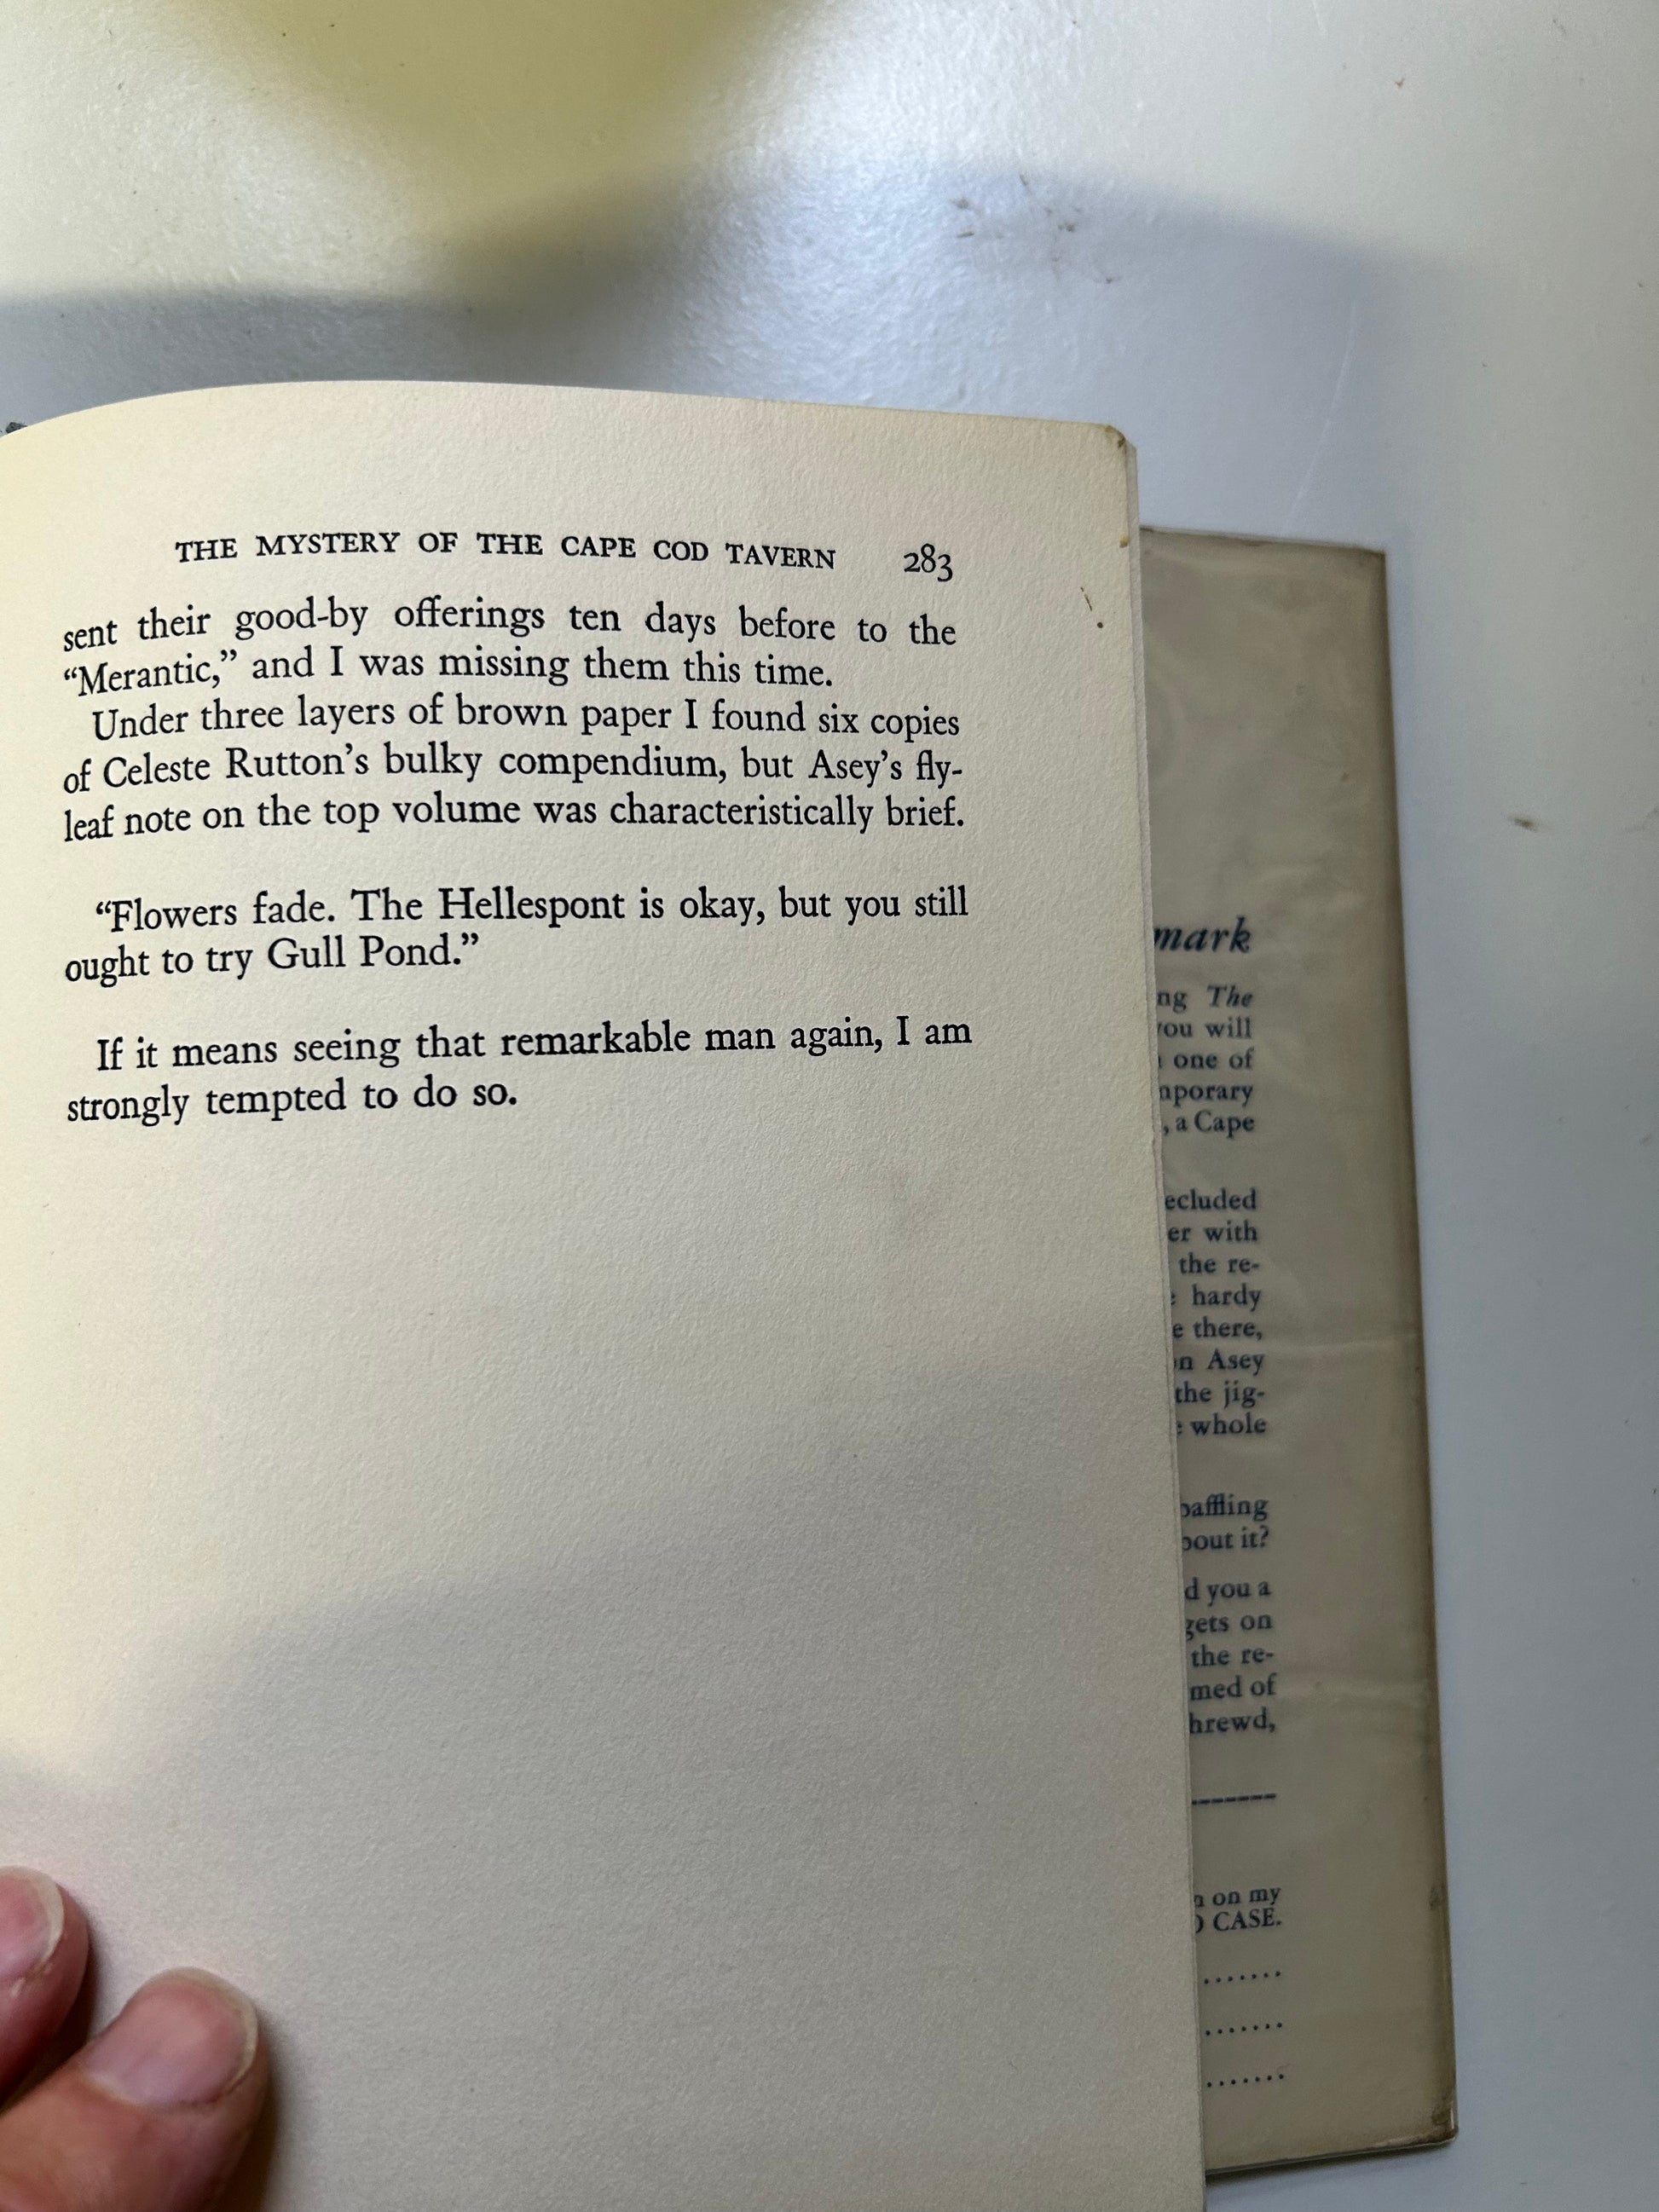 THE MYSTERY OF THE CAPE COD TAVERN 283
sent their good-by offerings ten days before to the
“Merantic,” and I was missing them this time.
Under three layers of brown paper I found six copies
of Celeste Rutton’s bulky compendium, but Asey’s fly-
leaf note on the top volume was characteristically brief.
“Flowers fade. The Hellespont is okay, but you still
ought to try Gull Pond.”
If it means seeing that remarkable man again, I am
strongly tempted to do so.
mark
ng The
you will
one of
mporary
, a Cape
ecluded
er with
the re-
hardy
e there,
on Asey
the jig-
whole
baffling
bout it?
d you a
gets on
the re-
med of
hrewd,
on my
CASE.
.......
.......
.......